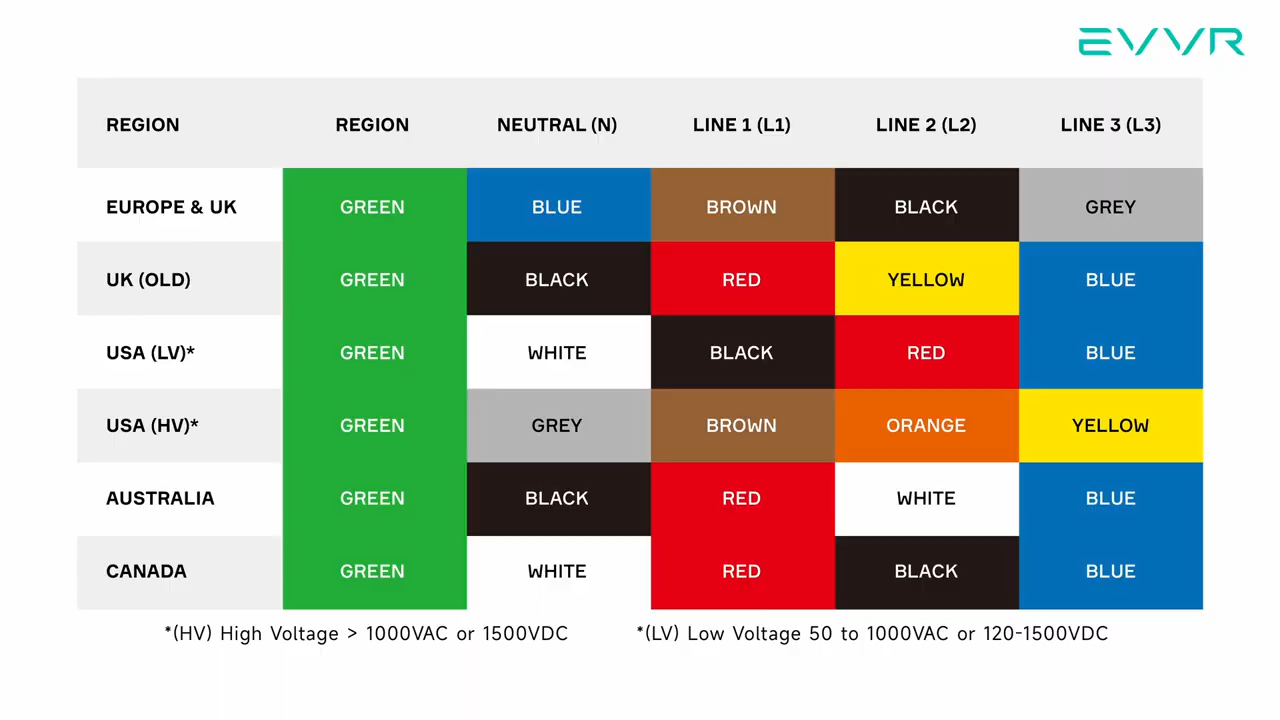 EVVR
REGION REGION NEUTRAL (N) LINE 1 (L1) LINE 2 (L2) LINE 3 (L3)
EUROPE & UK GREEN BLUE BROWN BLACK GREY
UK (OLD) GREEN BLACK RED YELLOW BLUE
USA (LV)* GREEN WHITE BLACK RED BLUE
USA (HV)* GREEN GREY BROWN ORANGE YELLOW
AUSTRALIA GREEN BLACK RED WHITE BLUE
CANADA GREEN WHITE RED BLACK BLUE
*(HV) High Voltage > 1000VAC or 1500VDC *(LV) Low Voltage 50 to 1000VAC or 120-1500VDC